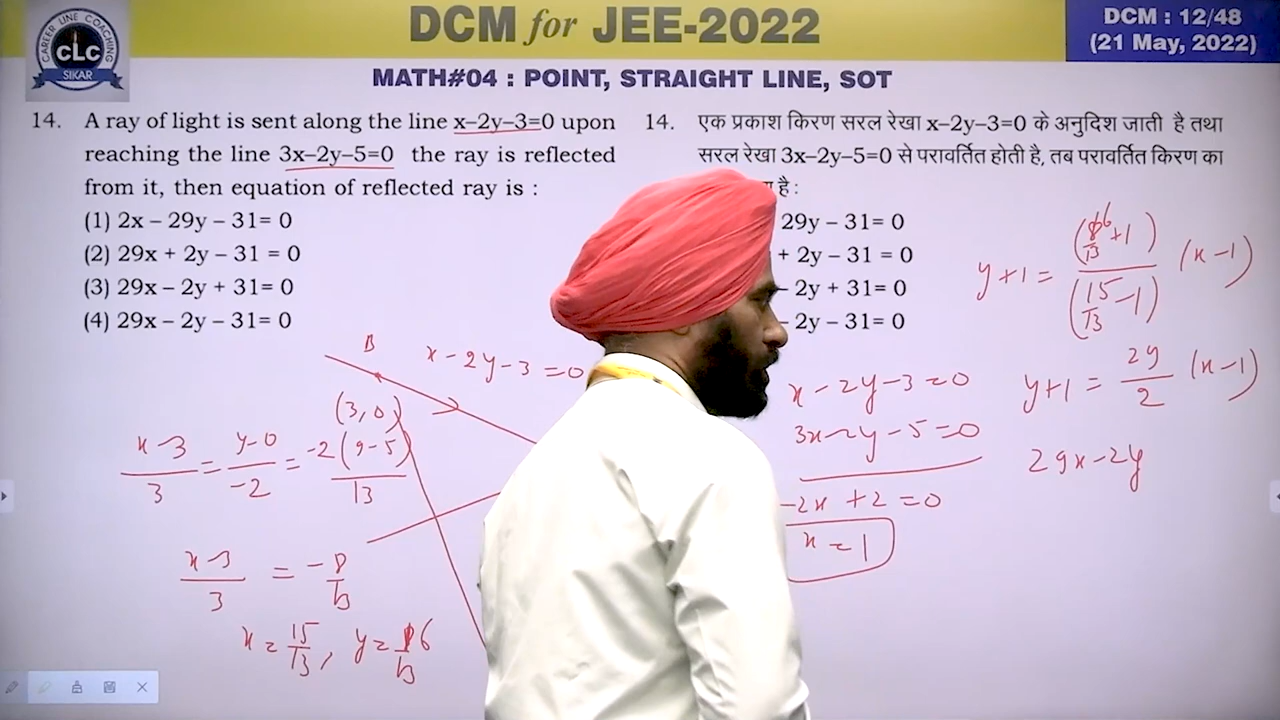 CAREER LINE COACHING
CLC
SIKAR
DCM for JEE-2022
DCM : 12/48
(21 May, 2022)
MATH#04 : POINT, STRAIGHT LINE, SOT
14. A ray of light is sent along the line x–2y–3=0 upon
reaching the line 3x–2y–5=0 the ray is reflected
from it, then equation of reflected ray is :
(1) 2x – 29y – 31= 0
(2) 29x + 2y – 31 = 0
(3) 29x – 2y + 31= 0
(4) 29x – 2y – 31= 0
14. एक प्रकाश किरण सरल रेखा x–2y–3=0 के अनुदिश जाती है तथा
सरल रेखा 3x–2y–5=0 से परावर्तित होती है, तब परावर्तित किरण का
है :
29y – 31= 0
+ 2y – 31 = 0
– 2y + 31= 0
– 2y – 31= 0
B
x-2y-3=0
(3,0)
x-3/3 = y-0/-2 = -2(9-5)/13
x-3/3 = -8/13
x = 15/13, y = 16/13
x-2y-3=0
3x-2y-5=0
-2x+2=0
x=1
y+1 = (16/13+1)/(15/13-1) (x-1)
y+1 = 29/2 (x-1)
29x-2y